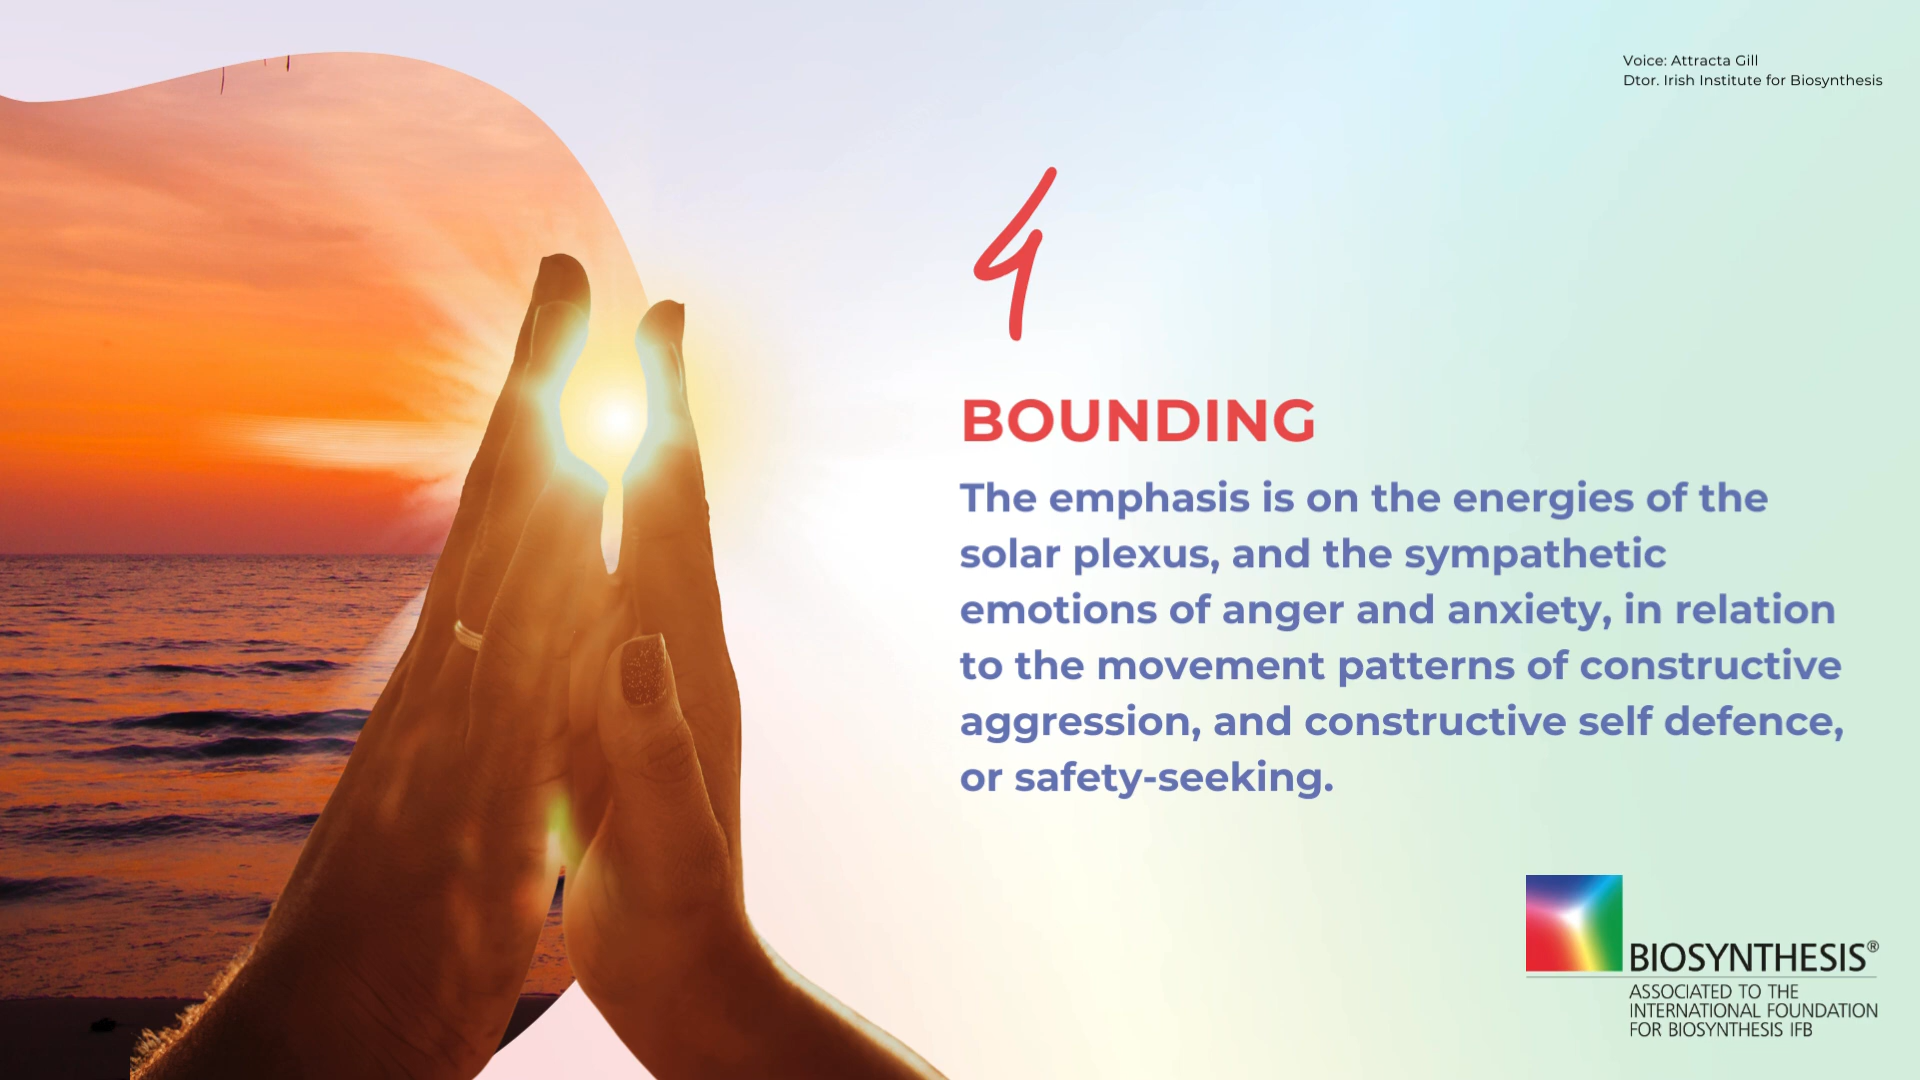 Voice: Attracta Gill
Dtor. Irish Institute for Biosynthesis
4
BOUNDING
The emphasis is on the energies of the
solar plexus, and the sympathetic
emotions of anger and anxiety, in relation
to the movement patterns of constructive
aggression, and constructive self defence,
or safety-seeking.
BIOSYNTHESIS®
ASSOCIATED TO THE
INTERNATIONAL FOUNDATION
FOR BIOSYNTHESIS IFB